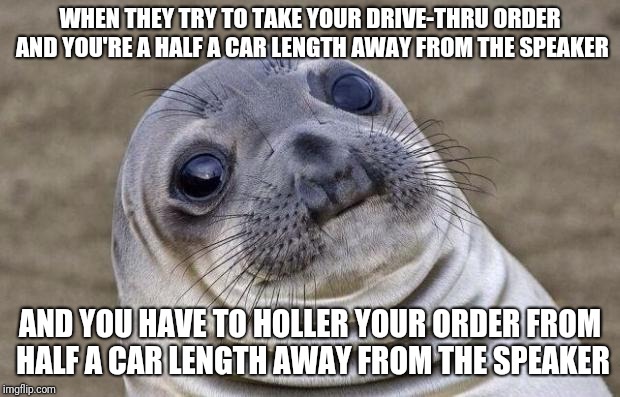 WHEN THEY TRY TO TAKE YOUR DRIVE-THRU ORDER
AND YOU'RE A HALF A CAR LENGTH AWAY FROM THE SPEAKER
AND YOU HAVE TO HOLLER YOUR ORDER FROM
HALF A CAR LENGTH AWAY FROM THE SPEAKER
imgflip.com